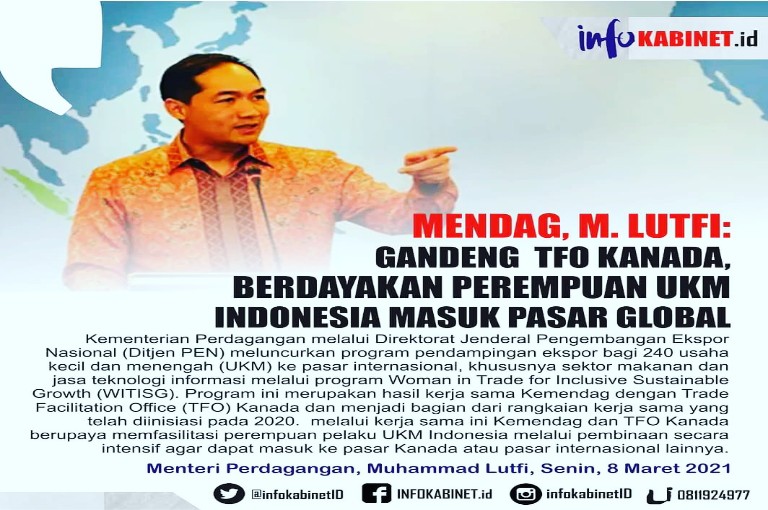 info KABINET.id
MENDAG, M. LUTFI:
GANDENG TFO KANADA,
BERDAYAKAN PEREMPUAN UKM
INDONESIA MASUK PASAR GLOBAL
Kementerian Perdagangan melalui Direktorat Jenderal Pengembangan Ekspor
Nasional (Ditjen PEN) meluncurkan program pendampingan ekspor bagi 240 usaha
kecil dan menengah (UKM) ke pasar internasional, khususnya sektor makanan dan
jasa teknologi informasi melalui program Woman in Trade for Inclusive Sustainable
Growth (WITISG). Program ini merupakan hasil kerja sama Kemendag dengan Trade
Facilitation Office (TFO) Kanada dan menjadi bagian dari rangkaian kerja sama yang
telah diinisiasi pada 2020. melalui kerja sama ini Kemendag dan TFO Kanada
berupaya memfasilitasi perempuan pelaku UKM Indonesia melalui pembinaan secara
intensif agar dapat masuk ke pasar Kanada atau pasar internasional lainnya.
Menteri Perdagangan, Muhammad Lutfi, Senin, 8 Maret 2021
@infokabinetID INFOKABINET.id infokabinetID 0811924977